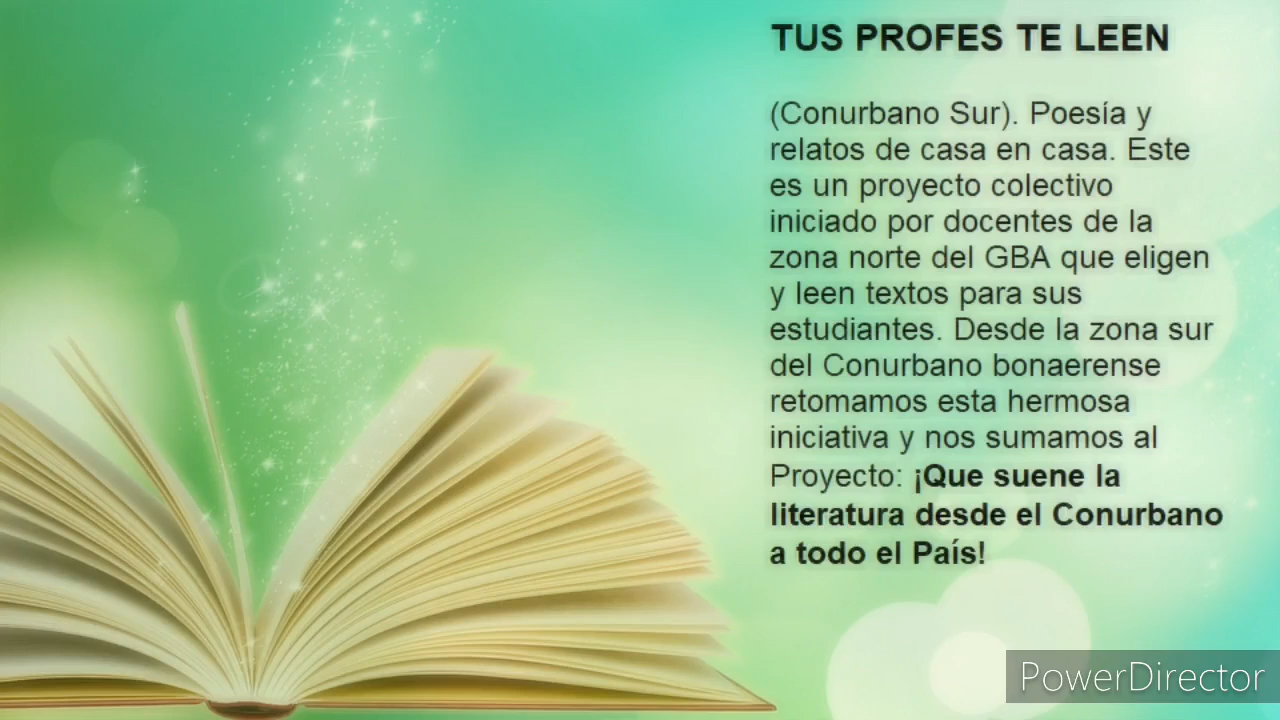 TUS PROFES TE LEEN
(Conurbano Sur). Poesía y
relatos de casa en casa. Este
es un proyecto colectivo
iniciado por docentes de la
zona norte del GBA que eligen
y leen textos para sus
estudiantes. Desde la zona sur
del Conurbano bonaerense
retomamos esta hermosa
iniciativa y nos sumamos al
Proyecto: ¡Que suene la
literatura desde el Conurbano
a todo el País!
PowerDirector